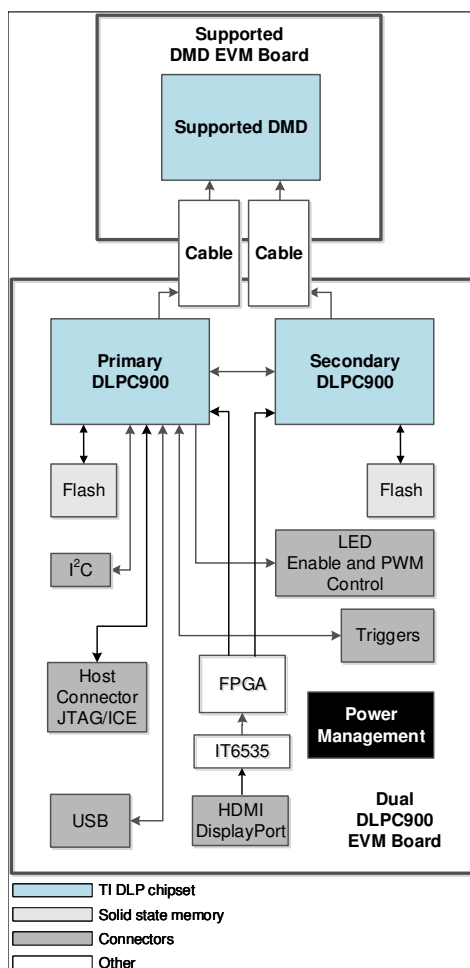 Supported
DMD EVM Board
Supported DMD
Cable
Cable
Primary
DLPC900
Secondary
DLPC900
Flash
Flash
I²C
LED
Enable and PWM
Control
Triggers
Host
Connector
JTAG/ICE
FPGA
Power
Management
IT6535
USB
HDMI
DisplayPort
Dual
DLPC900
EVM Board
TI DLP chipset
Solid state memory
Connectors
Other